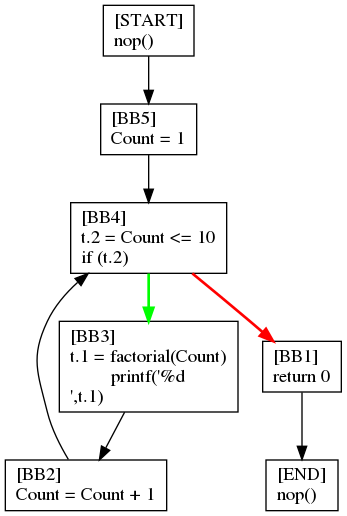 [START]
nop()
[BB5]
Count = 1
[BB4]
t.2 = Count <= 10
if (t.2)
[BB3]
t.1 = factorial(Count)
printf('%d
',t.1)
[BB1]
return 0
[BB2]
Count = Count + 1
[END]
nop()